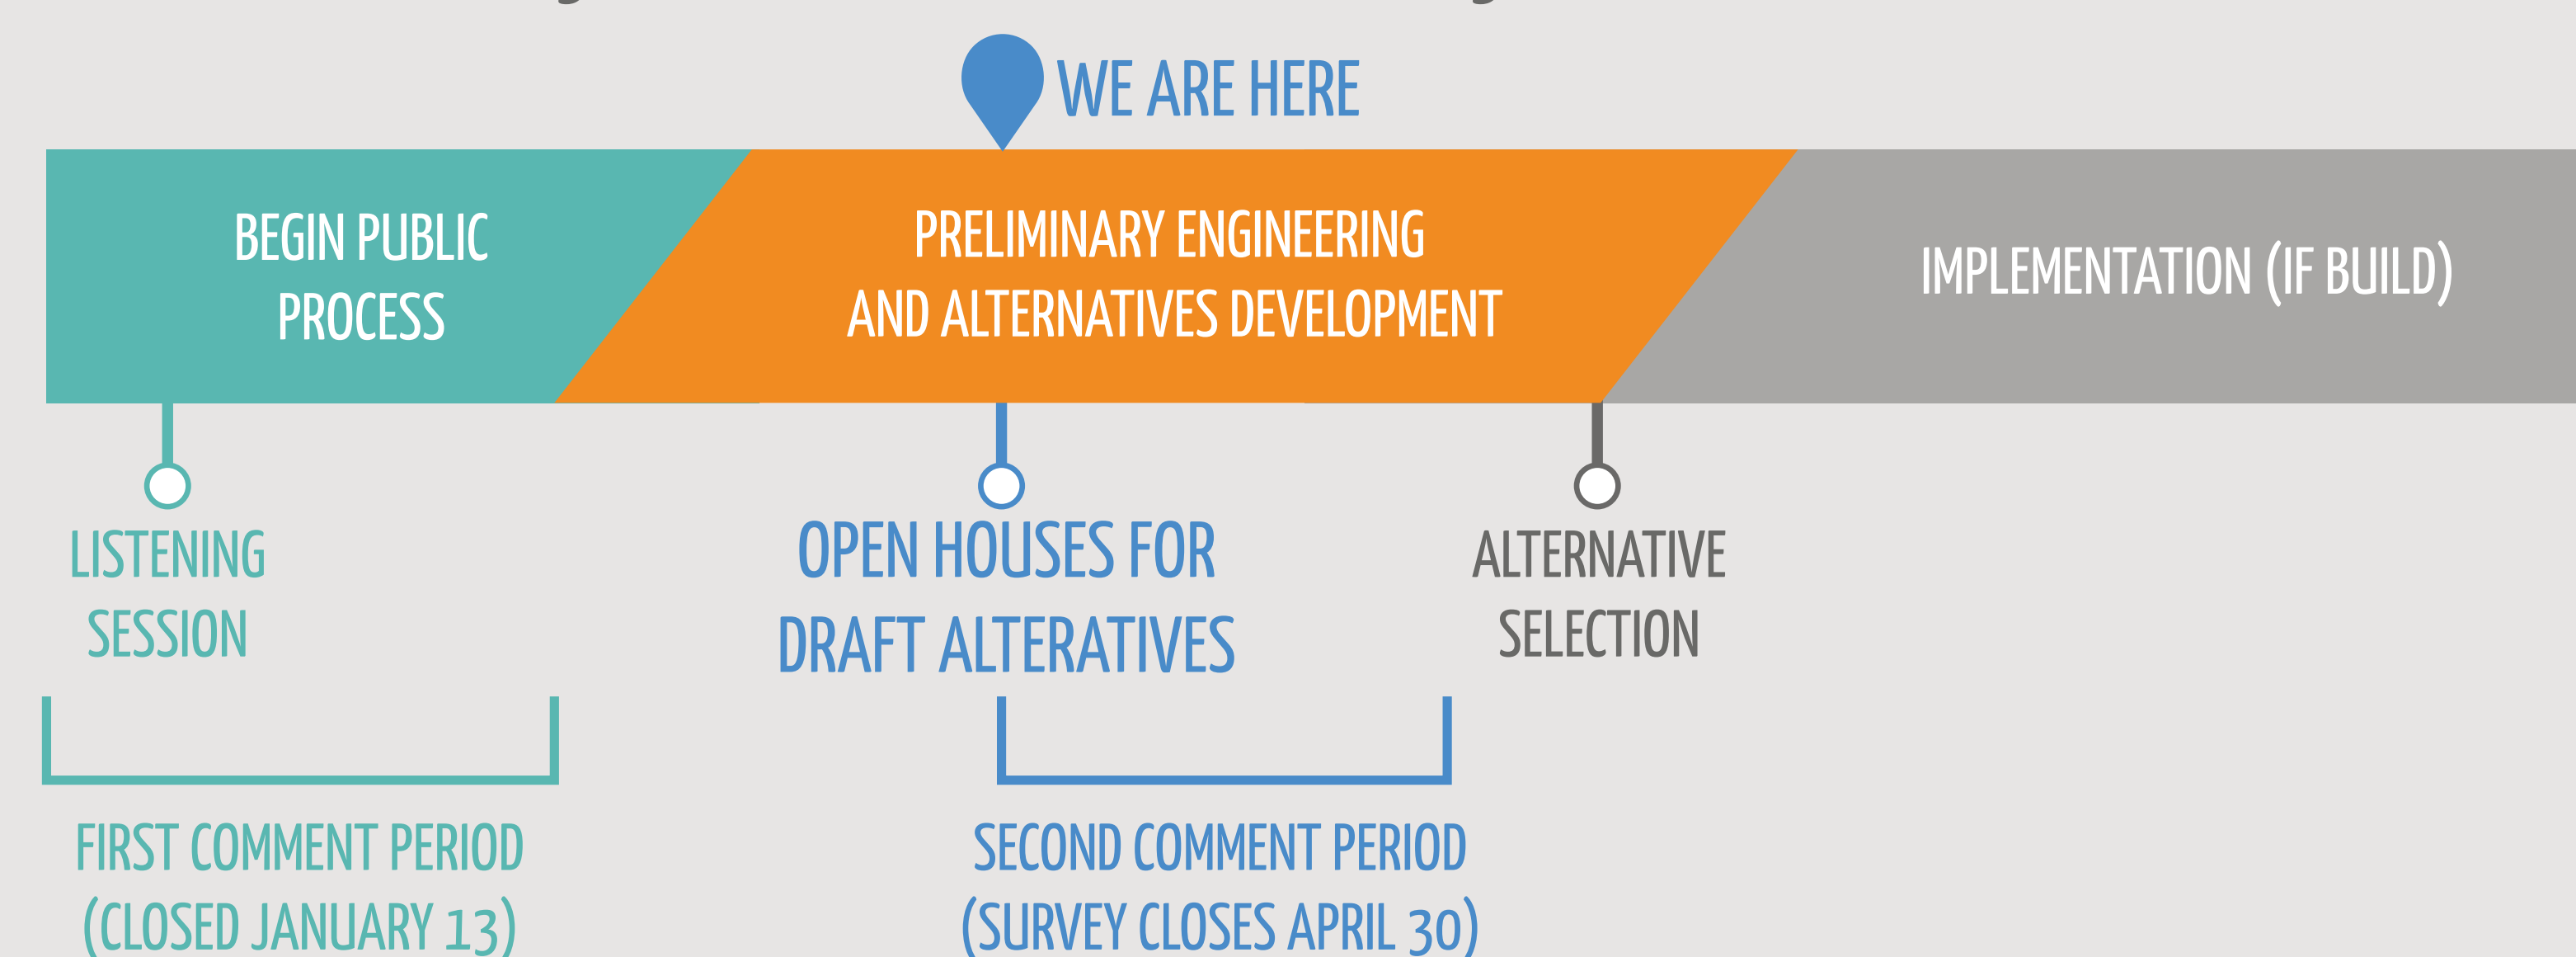 WE ARE HERE
BEGIN PUBLIC
PROCESS
PRELIMINARY ENGINEERING
AND ALTERNATIVES DEVELOPMENT
IMPLEMENTATION (IF BUILD)
LISTENING
SESSION
OPEN HOUSES FOR
DRAFT ALTERATIVES
ALTERNATIVE
SELECTION
FIRST COMMENT PERIOD
(CLOSED JANUARY 13)
SECOND COMMENT PERIOD
(SURVEY CLOSES APRIL 30)